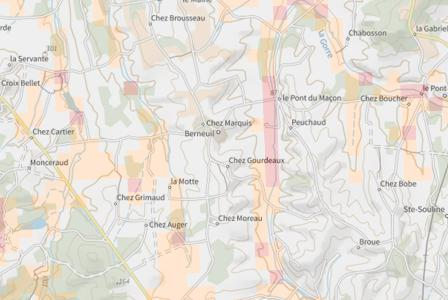 Chez Brousseau
la Gorre
Chabosson
la Gabriel
la Servante
Croix Bellet
87
le Pont du Maçon
Chez Boucher
le Pont
Chez Marquis
Berneuil
Peuchaud
Chez Cartier
Monceraud
Chez Gourdeaux
la Motte
Chez Bobe
Chez Grimaud
Ste-Souline
Chez Moreau
Chez Auger
Broue